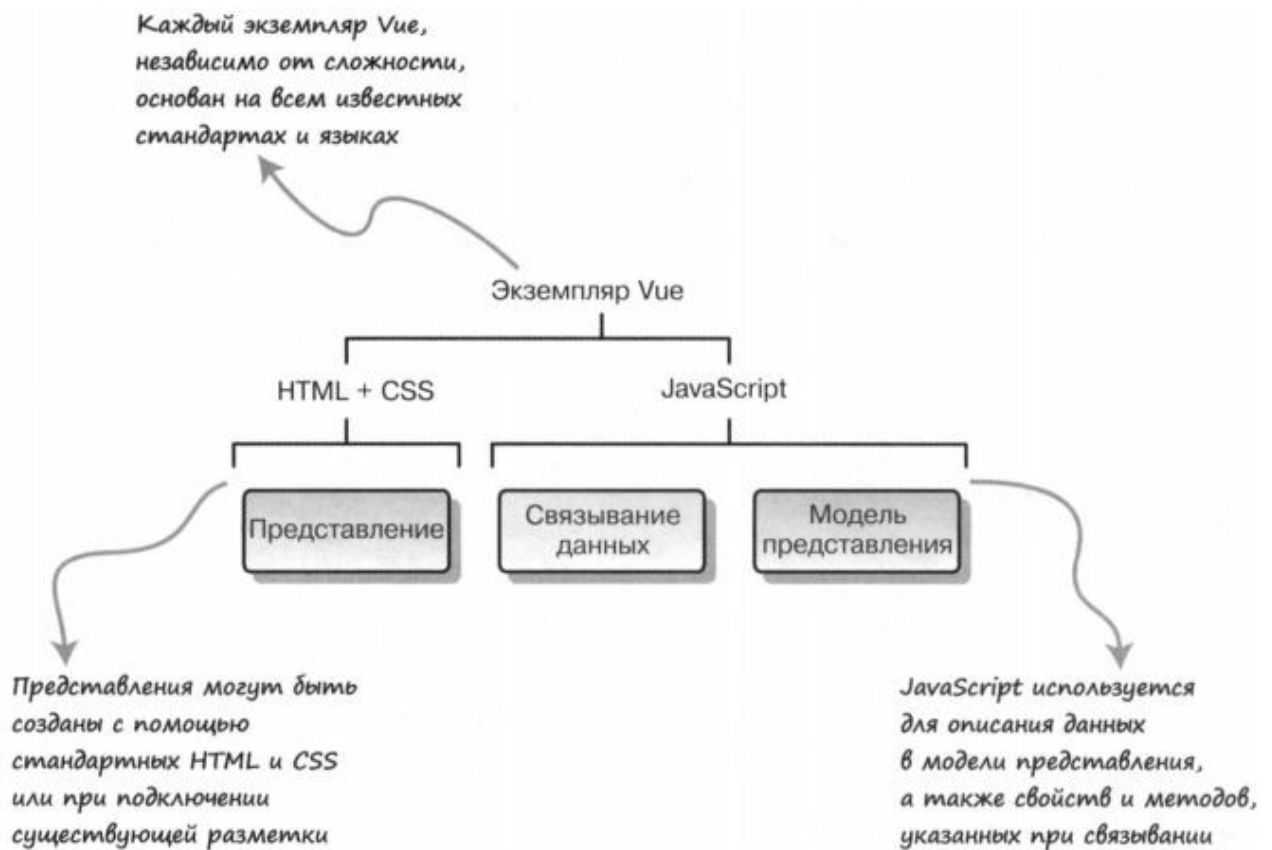 Каждый экземпляр Vue,
независимо от сложности,
основан на всем известных
стандартах и языках
Экземпляр Vue
HTML + CSS
JavaScript
Представление
Связывание
данных
Модель
представления
Представления могут быть
созданы с помощью
стандартных HTML и CSS
или при подключении
существующей разметки
JavaScript используется
для описания данных
в модели представления,
а также свойств и методов,
указанных при связывании